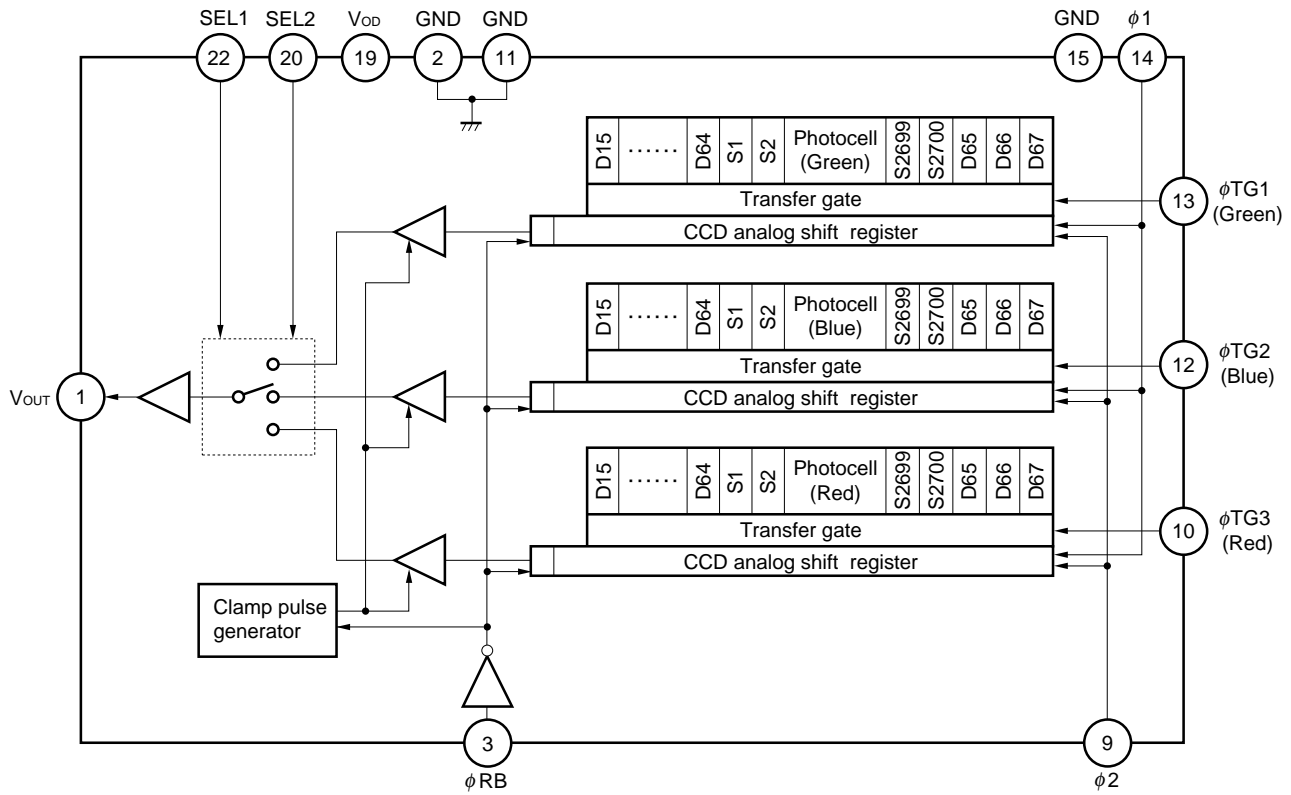 SEL1 SEL2 VOD GND GND GND ϕ1
22 20 19 2 11 15 14
D15 ...... D64 S1 S2 Photocell (Green) S2699 S2700 D65 D66 D67
Transfer gate
13 ϕTG1 (Green)
CCD analog shift register
D15 ...... D64 S1 S2 Photocell (Blue) S2699 S2700 D65 D66 D67
Transfer gate
12 ϕTG2 (Blue)
CCD analog shift register
VOUT 1
D15 ...... D64 S1 S2 Photocell (Red) S2699 S2700 D65 D66 D67
Transfer gate
10 ϕTG3 (Red)
CCD analog shift register
Clamp pulse
generator
3 9
ϕRB ϕ2